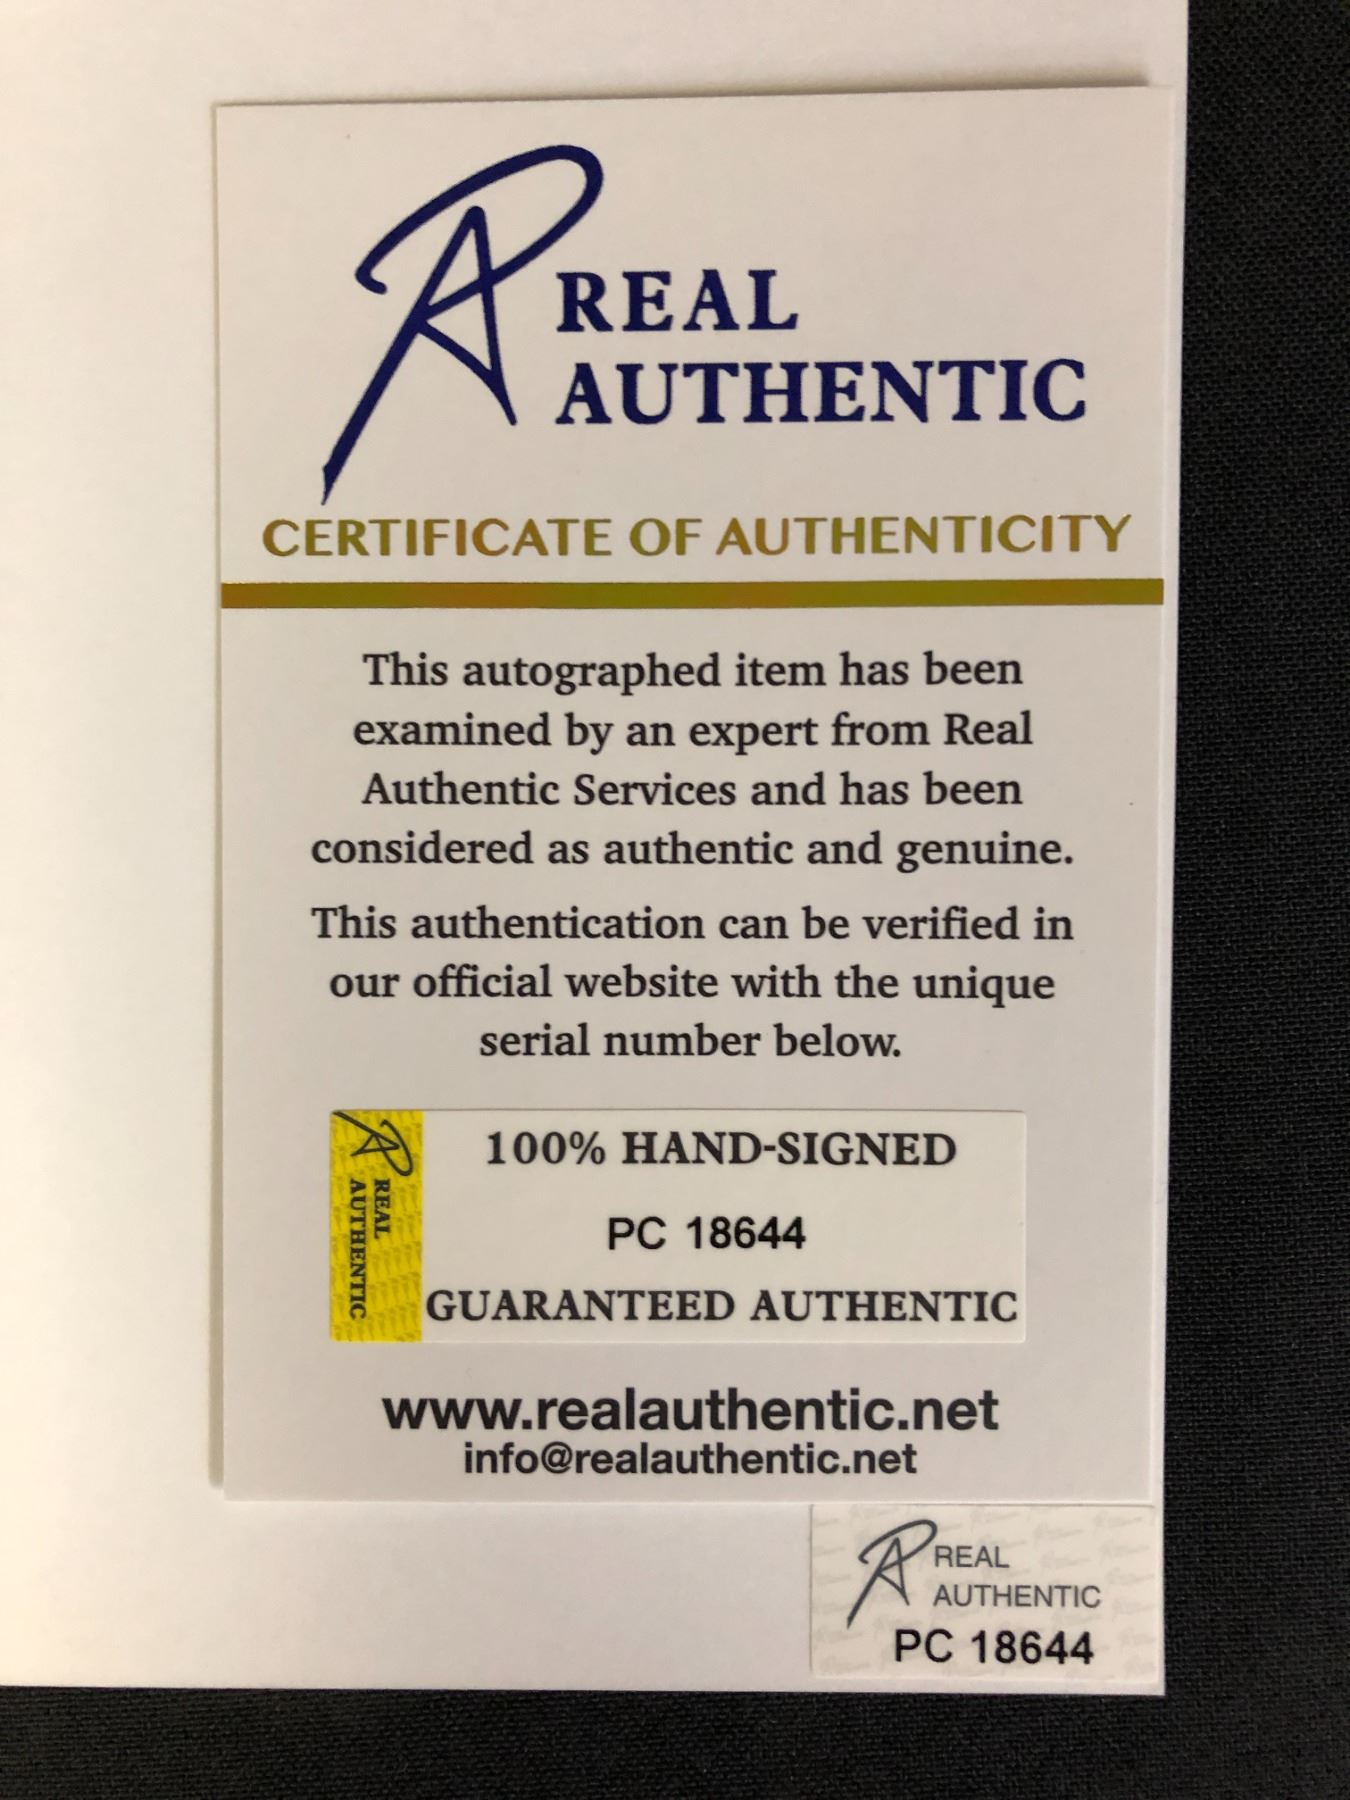 REAL
AUTHENTIC
CERTIFICATE OF AUTHENTICITY
This autographed item has been
examined by an expert from Real
Authentic Services and has been
considered as authentic and genuine.
This authentication can be verified in
our official website with the unique
serial number below.
REAL
AUTHENTIC
100% HAND-SIGNED
PC 18644
GUARANTEED AUTHENTIC
www.realauthentic.net
info@realauthentic.net
REAL
AUTHENTIC
PC 18644